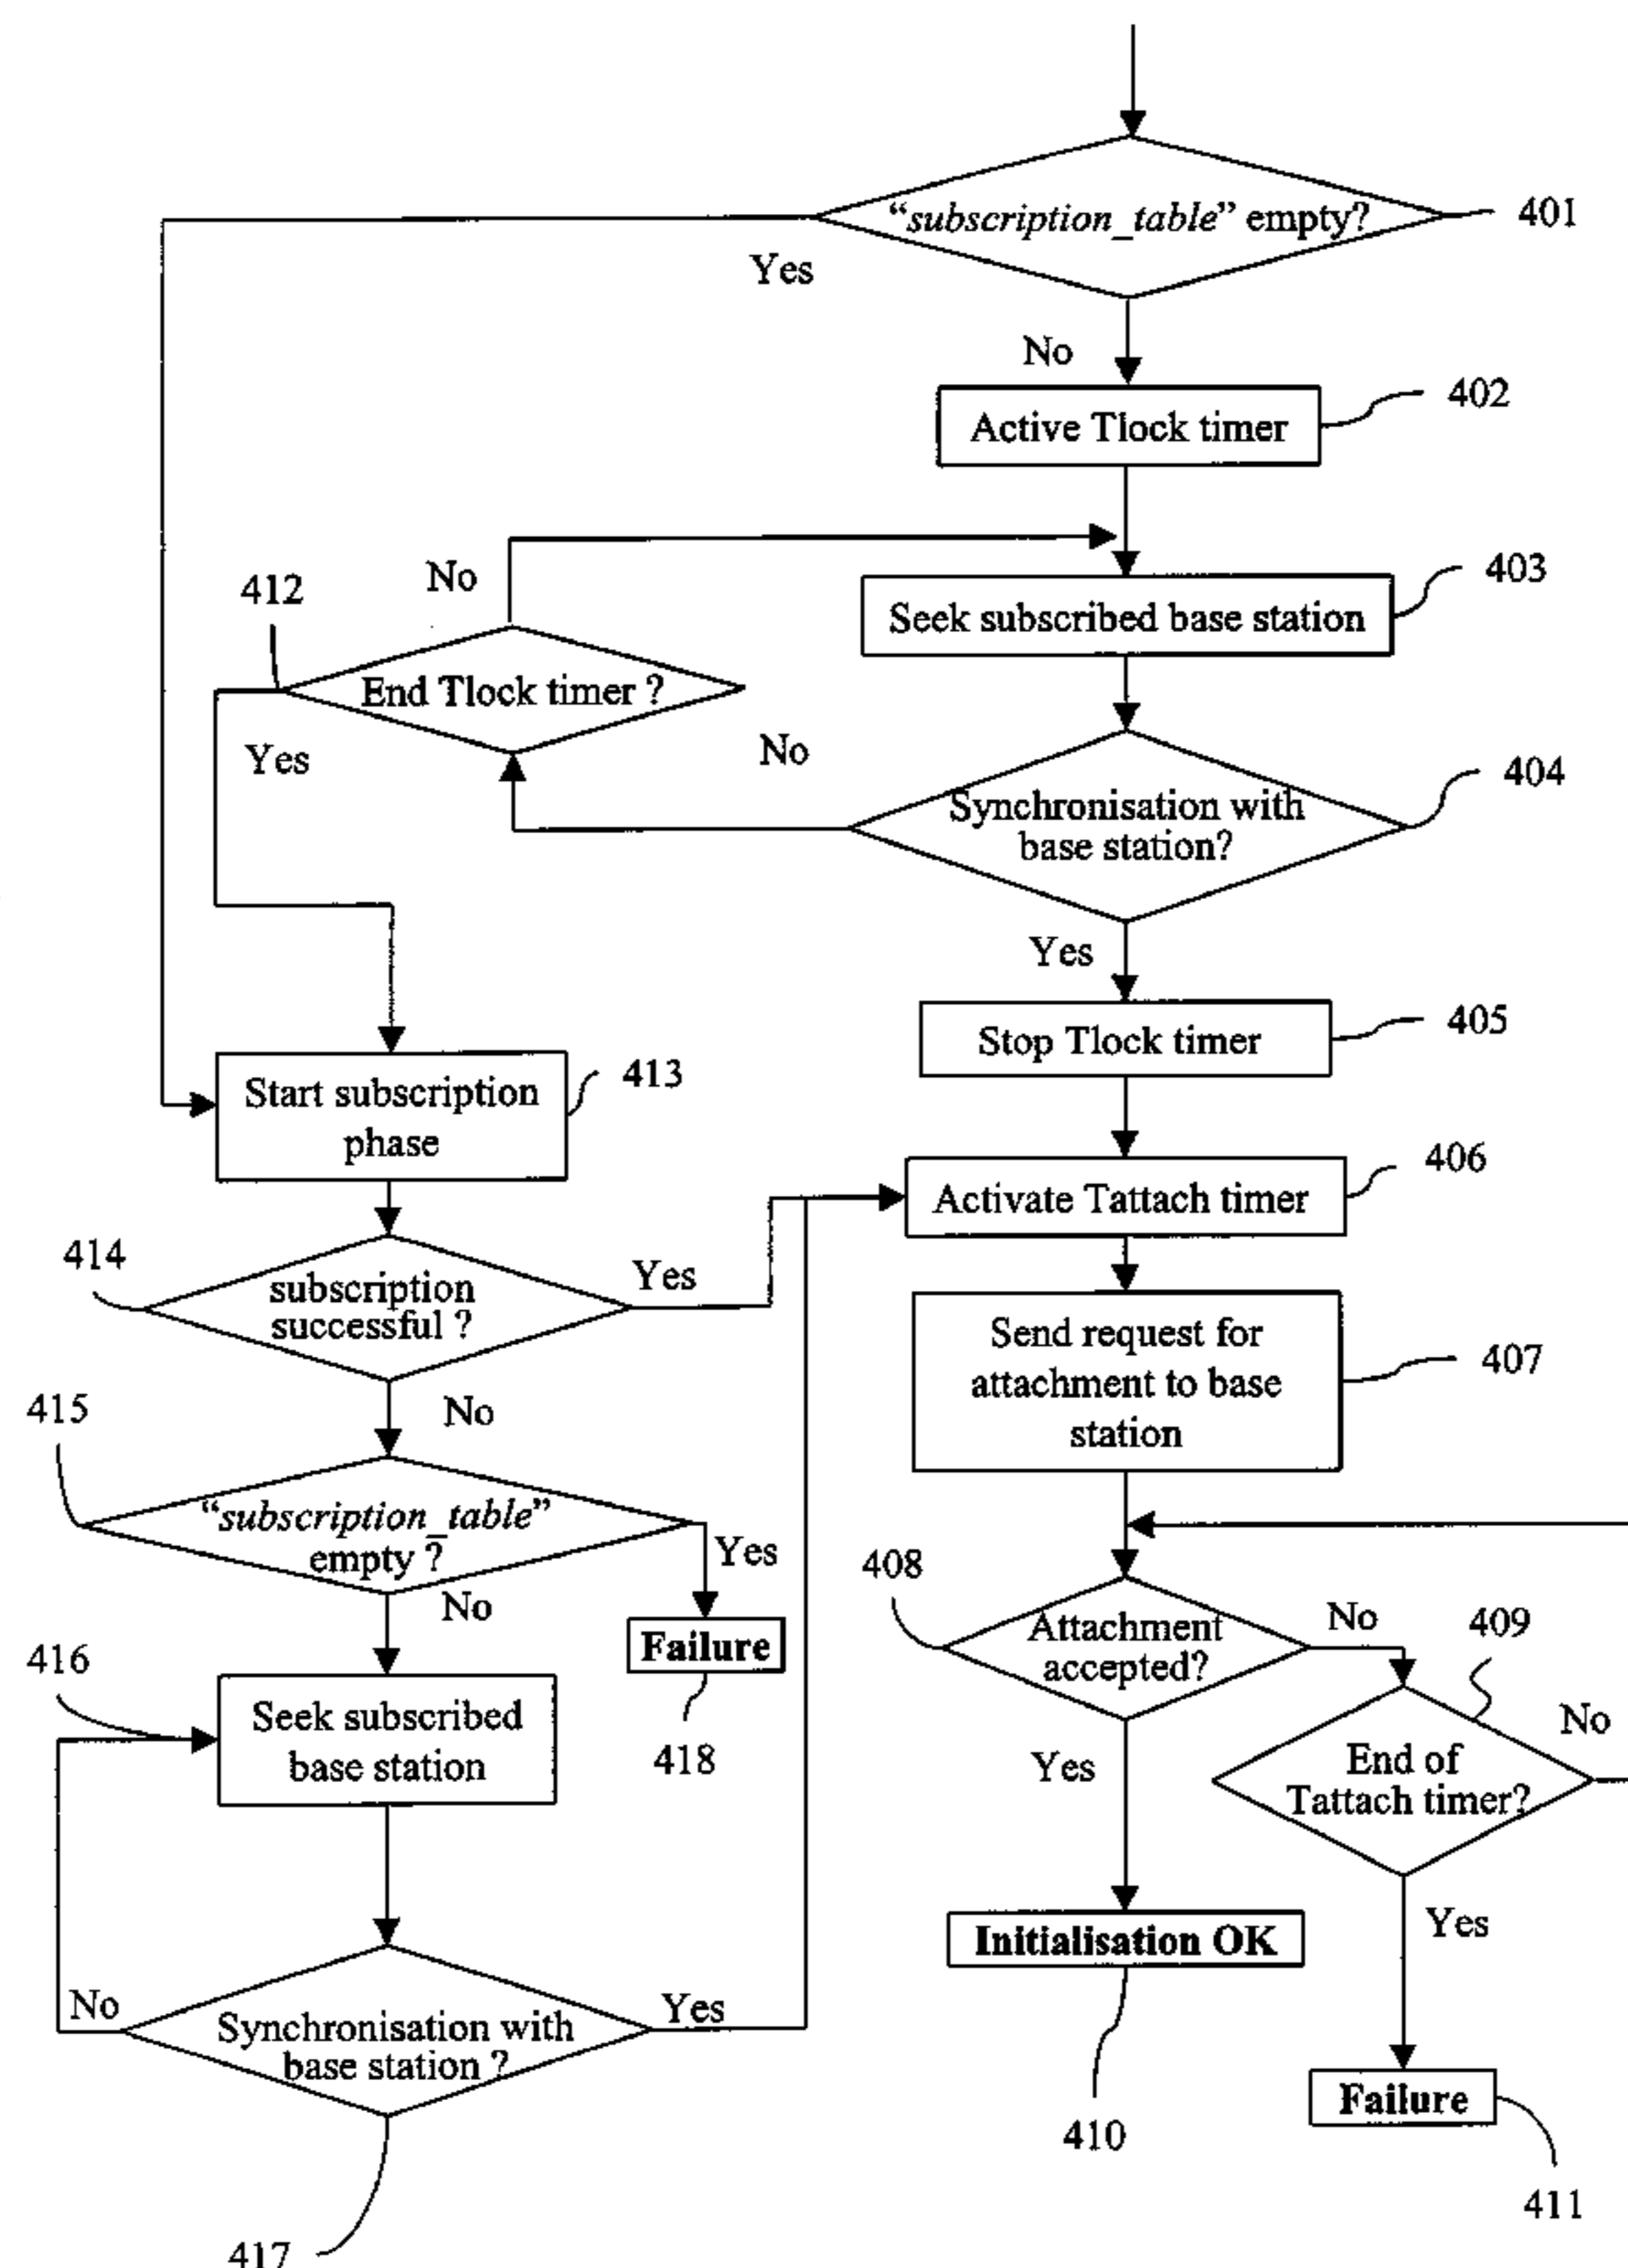 “subscription_table” empty?
401
Yes
No
Active Tlock timer
402
No
412
Seek subscribed base station
403
End Tlock timer ?
Yes
No
Synchronisation with
base station?
404
Yes
Stop Tlock timer
405
Start subscription
phase
413
Activate Tattach timer
406
414
subscription
successful ?
Yes
Send request for
attachment to base
station
407
415
No
“subscription_table”
empty ?
Yes
No
408
Attachment
accepted?
No
409
Failure
418
416
Seek subscribed
base station
Yes
End of
Tattach timer?
No
Initialisation OK
410
Yes
No
Synchronisation with
base station ?
Yes
Failure
411
417